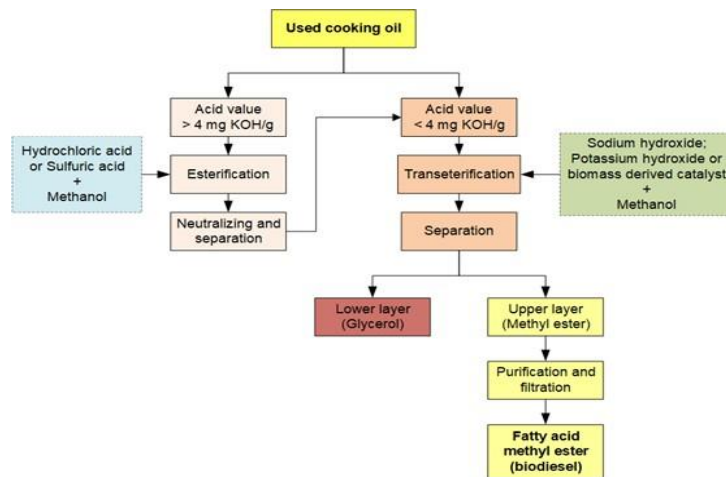 Used cooking oil
Acid value
> 4 mg KOH/g
Acid value
< 4 mg KOH/g
Hydrochloric acid
or Sulfuric acid
+
Methanol
Esterification
Transeterification
Sodium hydroxide;
Potassium hydroxide or
biomass derived catalyst
+
Methanol
Neutralizing and
separation
Separation
Lower layer
(Glycerol)
Upper layer
(Methyl ester)
Purification and
filtration
Fatty acid
methyl ester
(biodiesel)